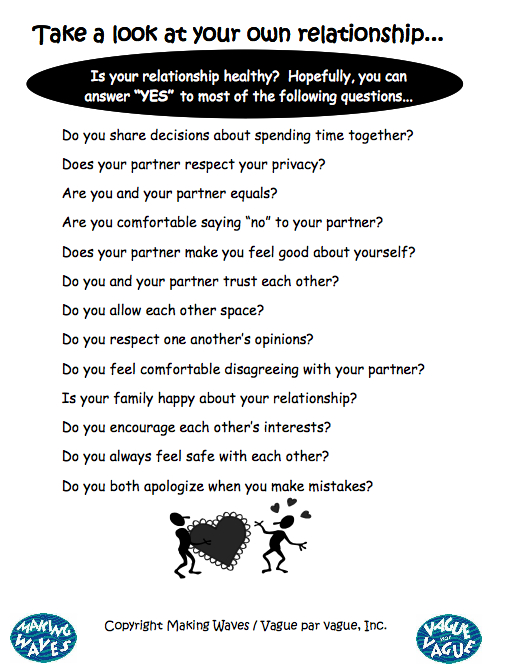 Take a look at your own relationship...
Is your relationship healthy?  Hopefully, you can
answer “YES” to most of the following questions...
Do you share decisions about spending time together?
Does your partner respect your privacy?
Are you and your partner equals?
Are you comfortable saying “no” to your partner?
Does your partner make you feel good about yourself?
Do you and your partner trust each other?
Do you allow each other space?
Do you respect one another’s opinions?
Do you feel comfortable disagreeing with your partner?
Is your family happy about your relationship?
Do you encourage each other’s interests?
Do you always feel safe with each other?
Do you both apologize when you make mistakes?
MAKING
WAVES
Copyright Making Waves / Vague par vague, Inc.
VAGUE
PAR
VAGUE